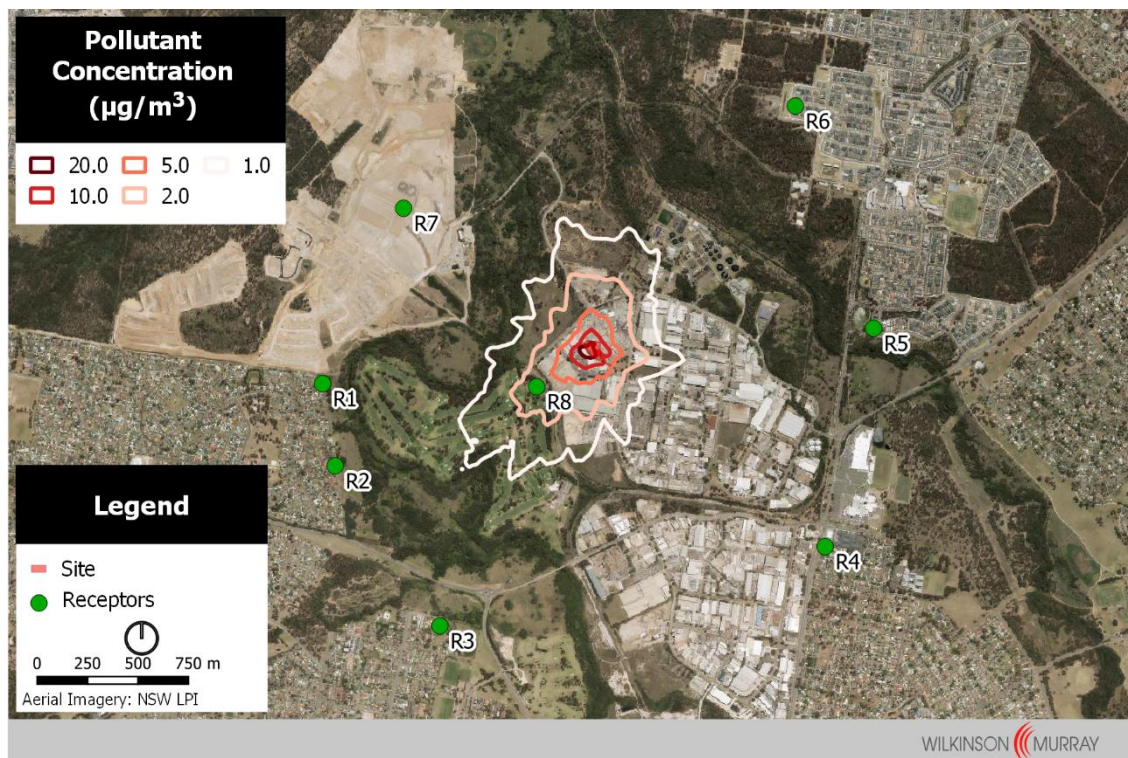 Pollutant
Concentration
(µg/m³)
20.0 5.0 1.0
10.0 2.0
R6
R7
R5
R8
R1
R2
R4
R3
Legend
Site
Receptors
0 250 500 750 m
Aerial Imagery: NSW LPI
WILKINSON MURRAY